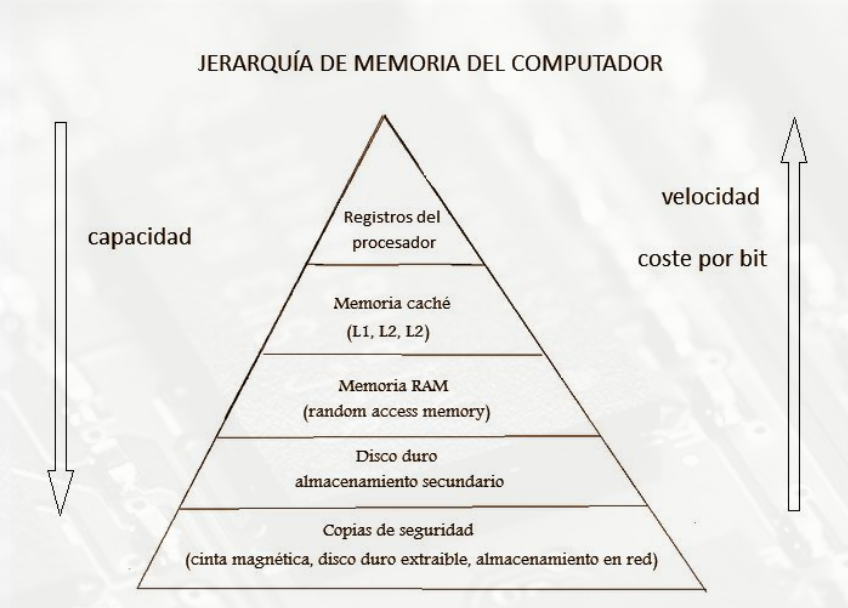 JERARQUÍA DE MEMORIA DEL COMPUTADOR
capacidad
velocidad
coste por bit
Registros del
procesador
Memoria caché
(L1, L2, L2)
Memoria RAM
(random access memory)
Disco duro
almacenamiento secundario
Copias de seguridad
(cinta magnética, disco duro extraible, almacenamiento en red)